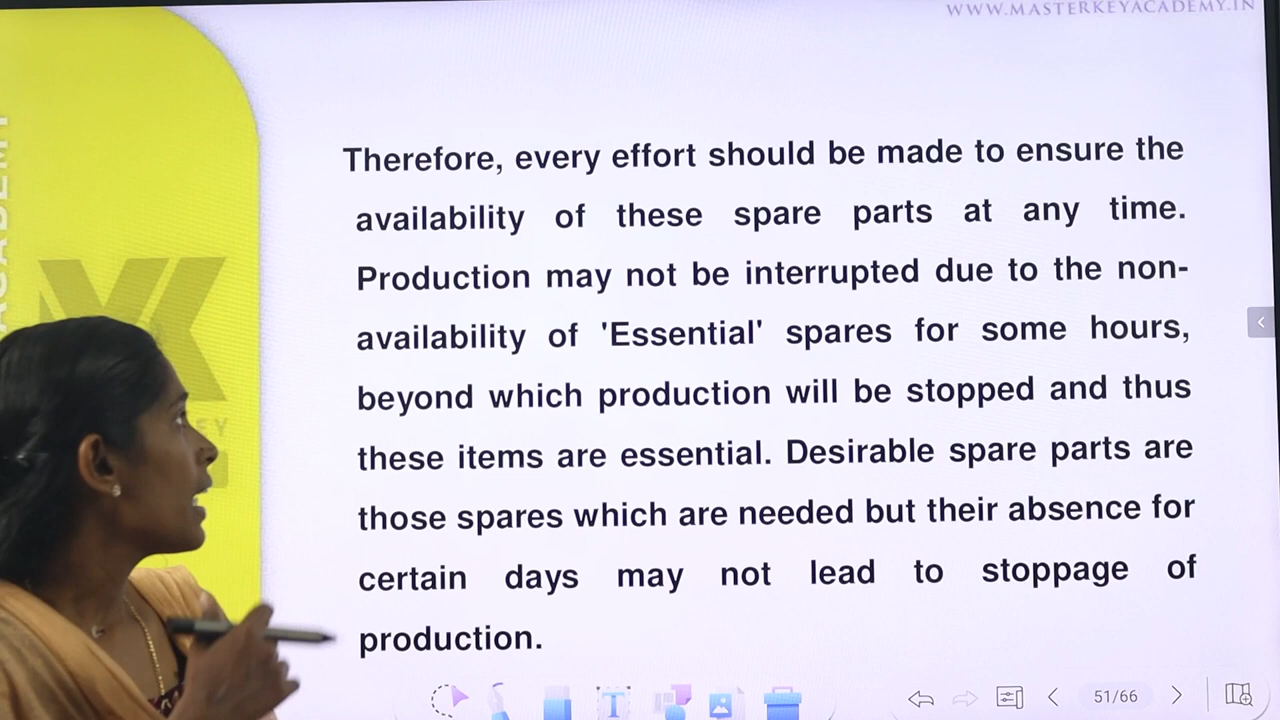 WWW.MASTERKEYACADEMY.IN
ACADEMY
Therefore, every effort should be made to ensure the
availability of these spare parts at any time.
Production may not be interrupted due to the non-
availability of 'Essential' spares for some hours,
beyond which production will be stopped and thus
these items are essential. Desirable spare parts are
those spares which are needed but their absence for
certain days may not lead to stoppage of
production.
T
51/66